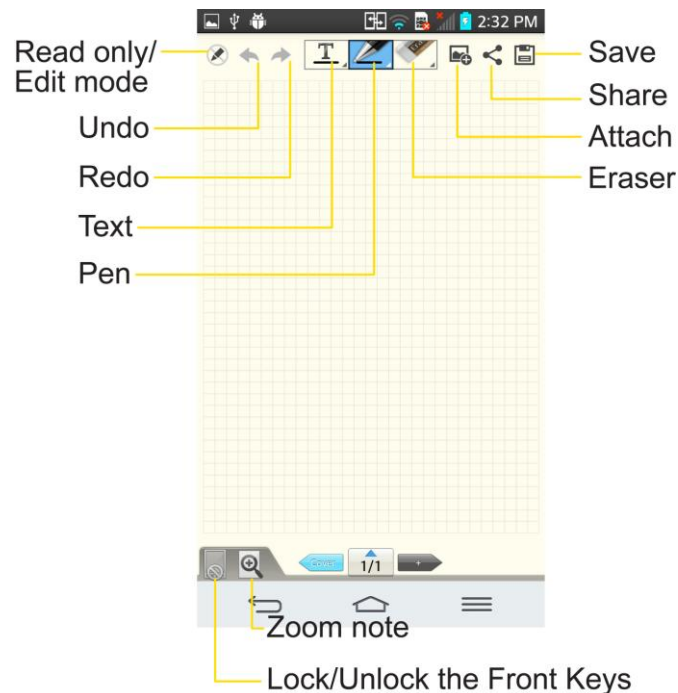 2:32 PM
Read only/
Edit mode
Save
Share
Undo
Attach
Redo
Eraser
Text
T
Pen
Cover
1/1
+
Zoom note
Lock/Unlock the Front Keys